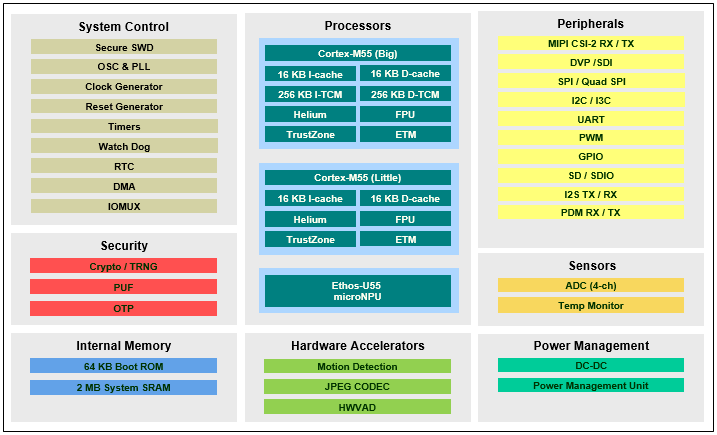 System Control
Secure SWD
OSC & PLL
Clock Generator
Reset Generator
Timers
Watch Dog
RTC
DMA
IOMUX
Security
Crypto / TRNG
PUF
OTP
Internal Memory
64 KB Boot ROM
2 MB System SRAM
Processors
Cortex-M55 (Big)
16 KB I-cache
16 KB D-cache
256 KB I-TCM
256 KB D-TCM
Helium
FPU
TrustZone
ETM
Cortex-M55 (Little)
16 KB I-cache
16 KB D-cache
Helium
FPU
TrustZone
ETM
Ethos-U55
microNPU
Hardware Accelerators
Motion Detection
JPEG CODEC
HWVAD
Peripherals
MIPI CSI-2 RX / TX
DVP /SDI
SPI / Quad SPI
I2C / I3C
UART
PWM
GPIO
SD / SDIO
I2S TX / RX
PDM RX / TX
Sensors
ADC (4-ch)
Temp Monitor
Power Management
DC-DC
Power Management Unit